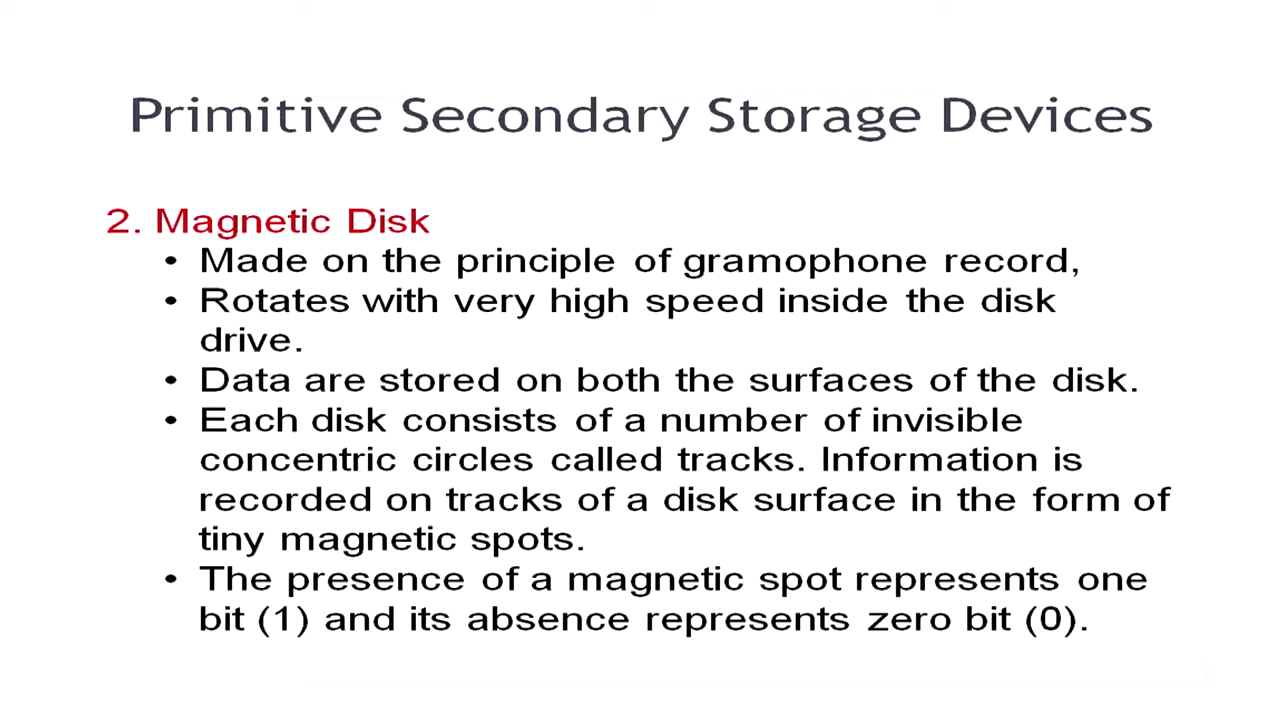 Primitive Secondary Storage Devices
2. Magnetic Disk
• Made on the principle of gramophone record,
• Rotates with very high speed inside the disk
drive.
• Data are stored on both the surfaces of the disk.
• Each disk consists of a number of invisible
concentric circles called tracks. Information is
recorded on tracks of a disk surface in the form of
tiny magnetic spots.
• The presence of a magnetic spot represents one
bit (1) and its absence represents zero bit (0).